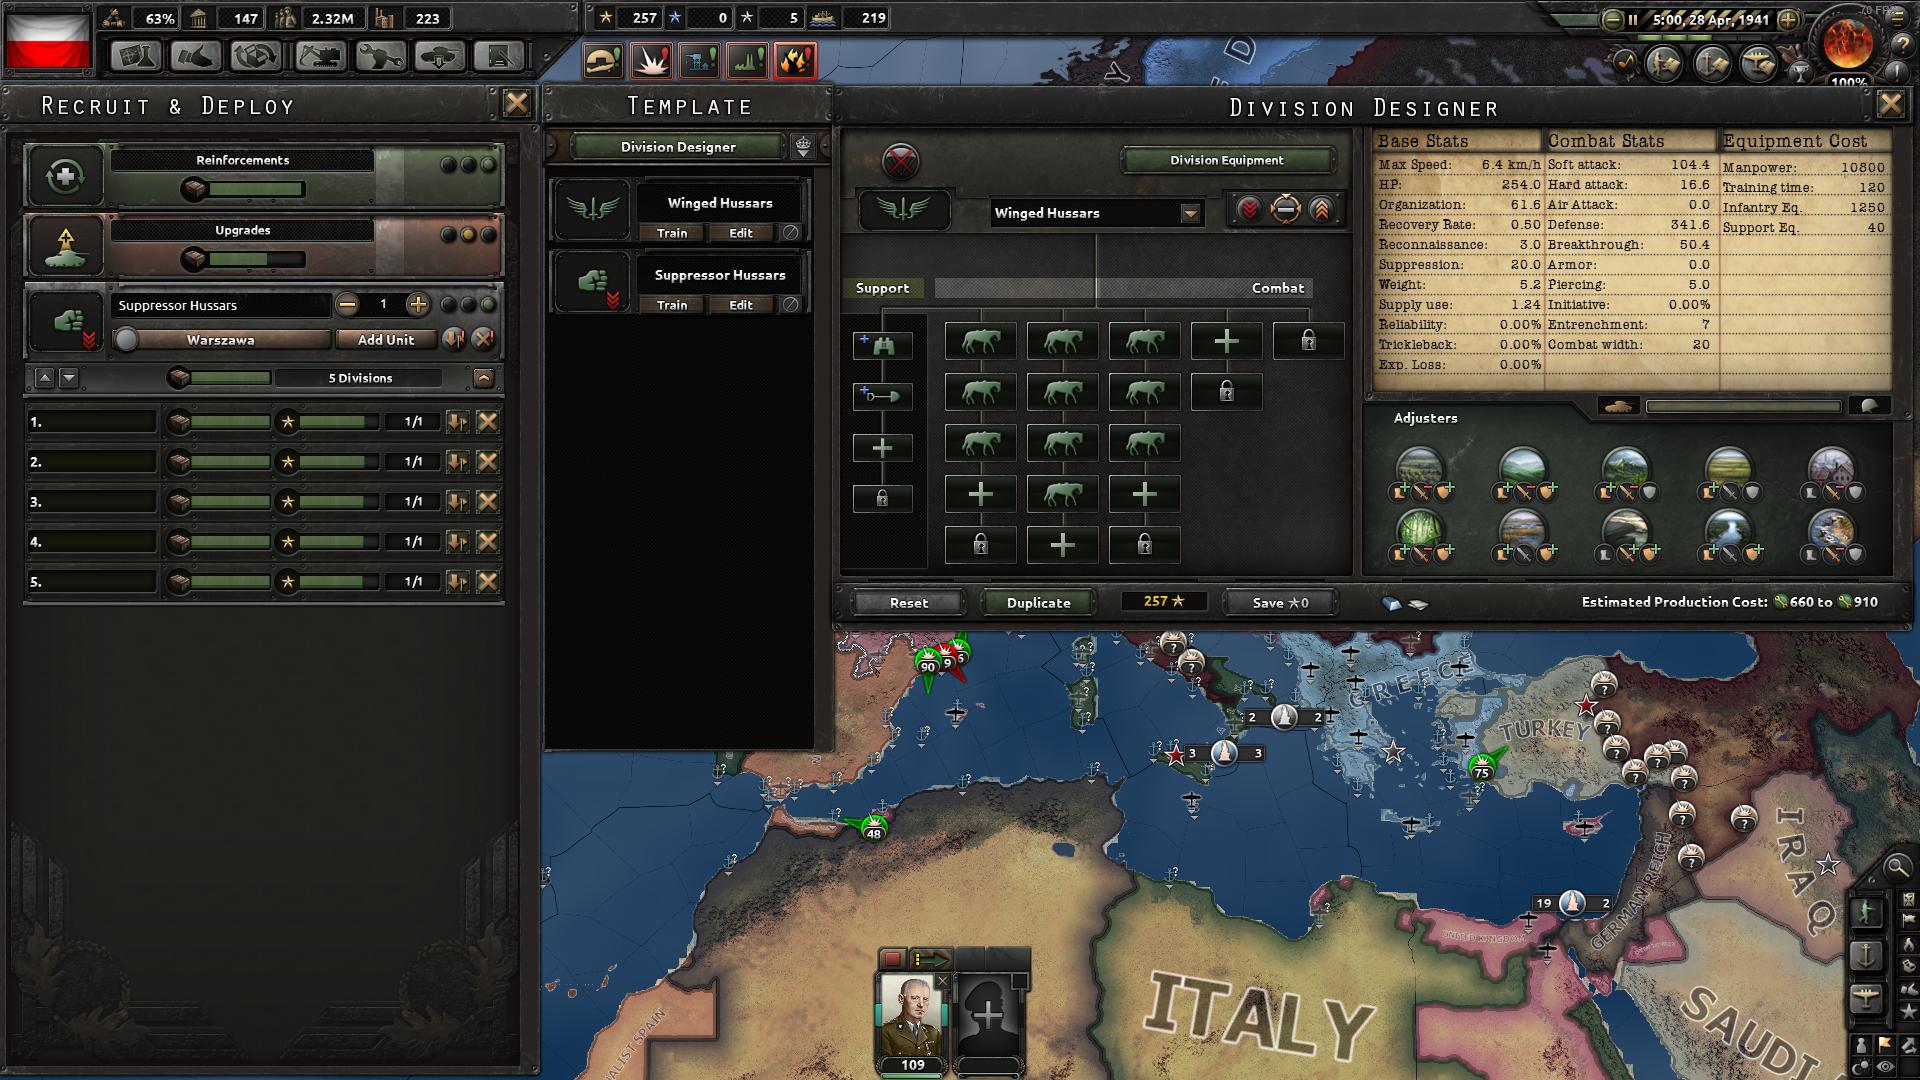 63% 147 2.32M 223 257 0 5 219
5:00, 28 Apr, 1941
100%
RECRUIT & DEPLOY
Reinforcements
Upgrades
Suppressor Hussars 1
Warszawa Add Unit
5 Divisions
1. 1/1
2. 1/1
3. 1/1
4. 1/1
5. 1/1
TEMPLATE
Division Designer
Winged Hussars
Train Edit
Suppressor Hussars
Train Edit
DIVISION DESIGNER
Division Equipment
Winged Hussars
Support Combat
Base Stats
Max Speed: 6.4 km/h
HP: 254.0
Organization: 61.6
Recovery Rate: 0.50
Reconnaissance: 3.0
Suppression: 20.0
Weight: 5.2
Supply use: 1.24
Reliability: 0.00%
Trickleback: 0.00%
Exp. Loss: 0.00%
Combat Stats
Soft attack: 104.4
Hard attack: 16.6
Air Attack: 0.0
Defense: 341.6
Breakthrough: 50.4
Armor: 0.0
Piercing: 5.0
Initiative: 0.00%
Entrenchment: 7
Combat width: 20
Equipment Cost
Manpower: 10800
Training time: 120
Infantry Eq. 1250
Support Eq. 40
Adjusters
Reset Duplicate 257 Save 0
Estimated Production Cost: 660 to 910
90 9
GREECE
TURKEY
2 2
3 3
75
48
IRAQ
19 2
GERMAN REICH
UNITED KINGDOM
ITALY
SAUDI
SPAIN
109